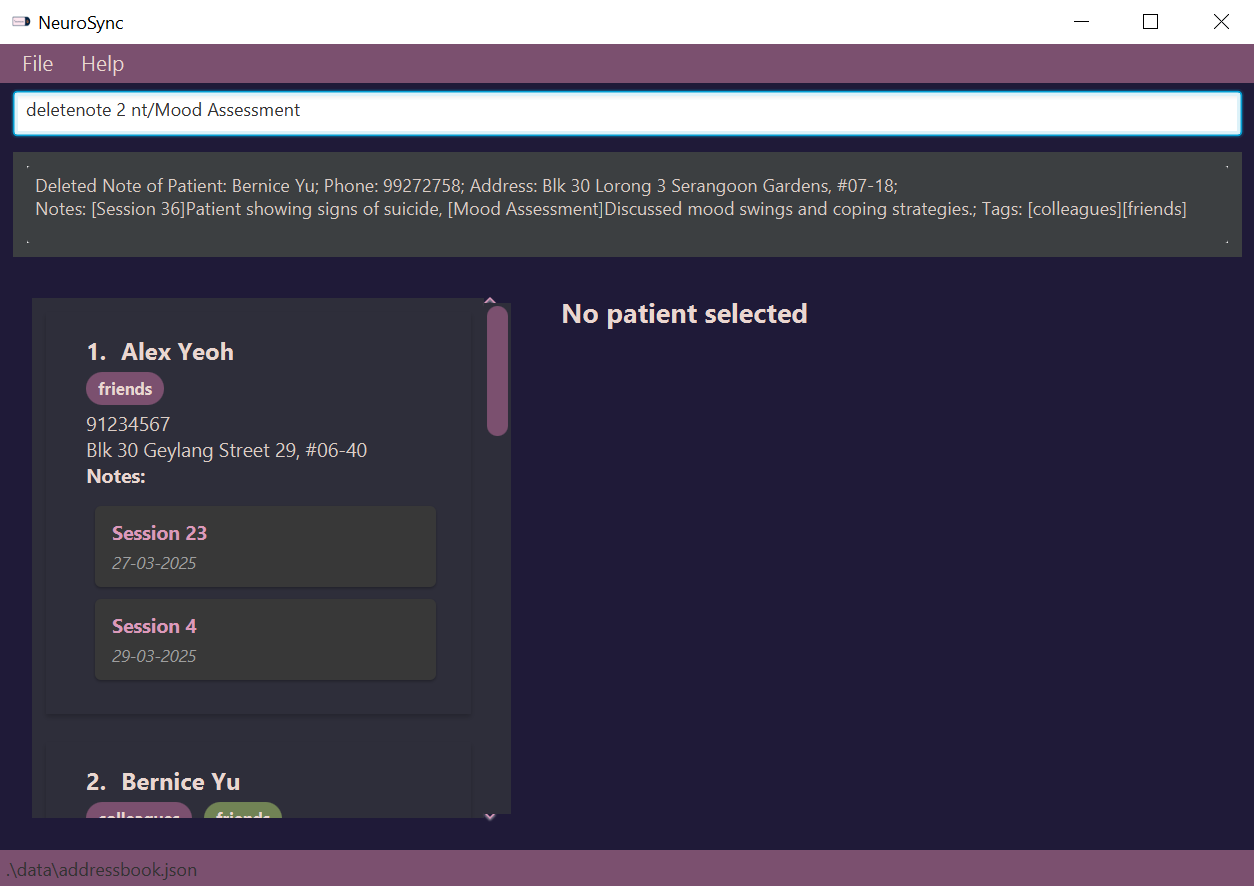 NeuroSync
File Help
deletenote 2 nt/Mood Assessment
Deleted Note of Patient: Bernice Yu; Phone: 99272758; Address: Blk 30 Lorong 3 Serangoon Gardens, #07-18;
Notes: [Session 36]Patient showing signs of suicide, [Mood Assessment]Discussed mood swings and coping strategies.; Tags: [colleagues][friends]
No patient selected
1. Alex Yeoh
friends
91234567
Blk 30 Geylang Street 29, #06-40
Notes:
Session 23
27-03-2025
Session 4
29-03-2025
2. Bernice Yu
colleagues friends
.\data\addressbook.json